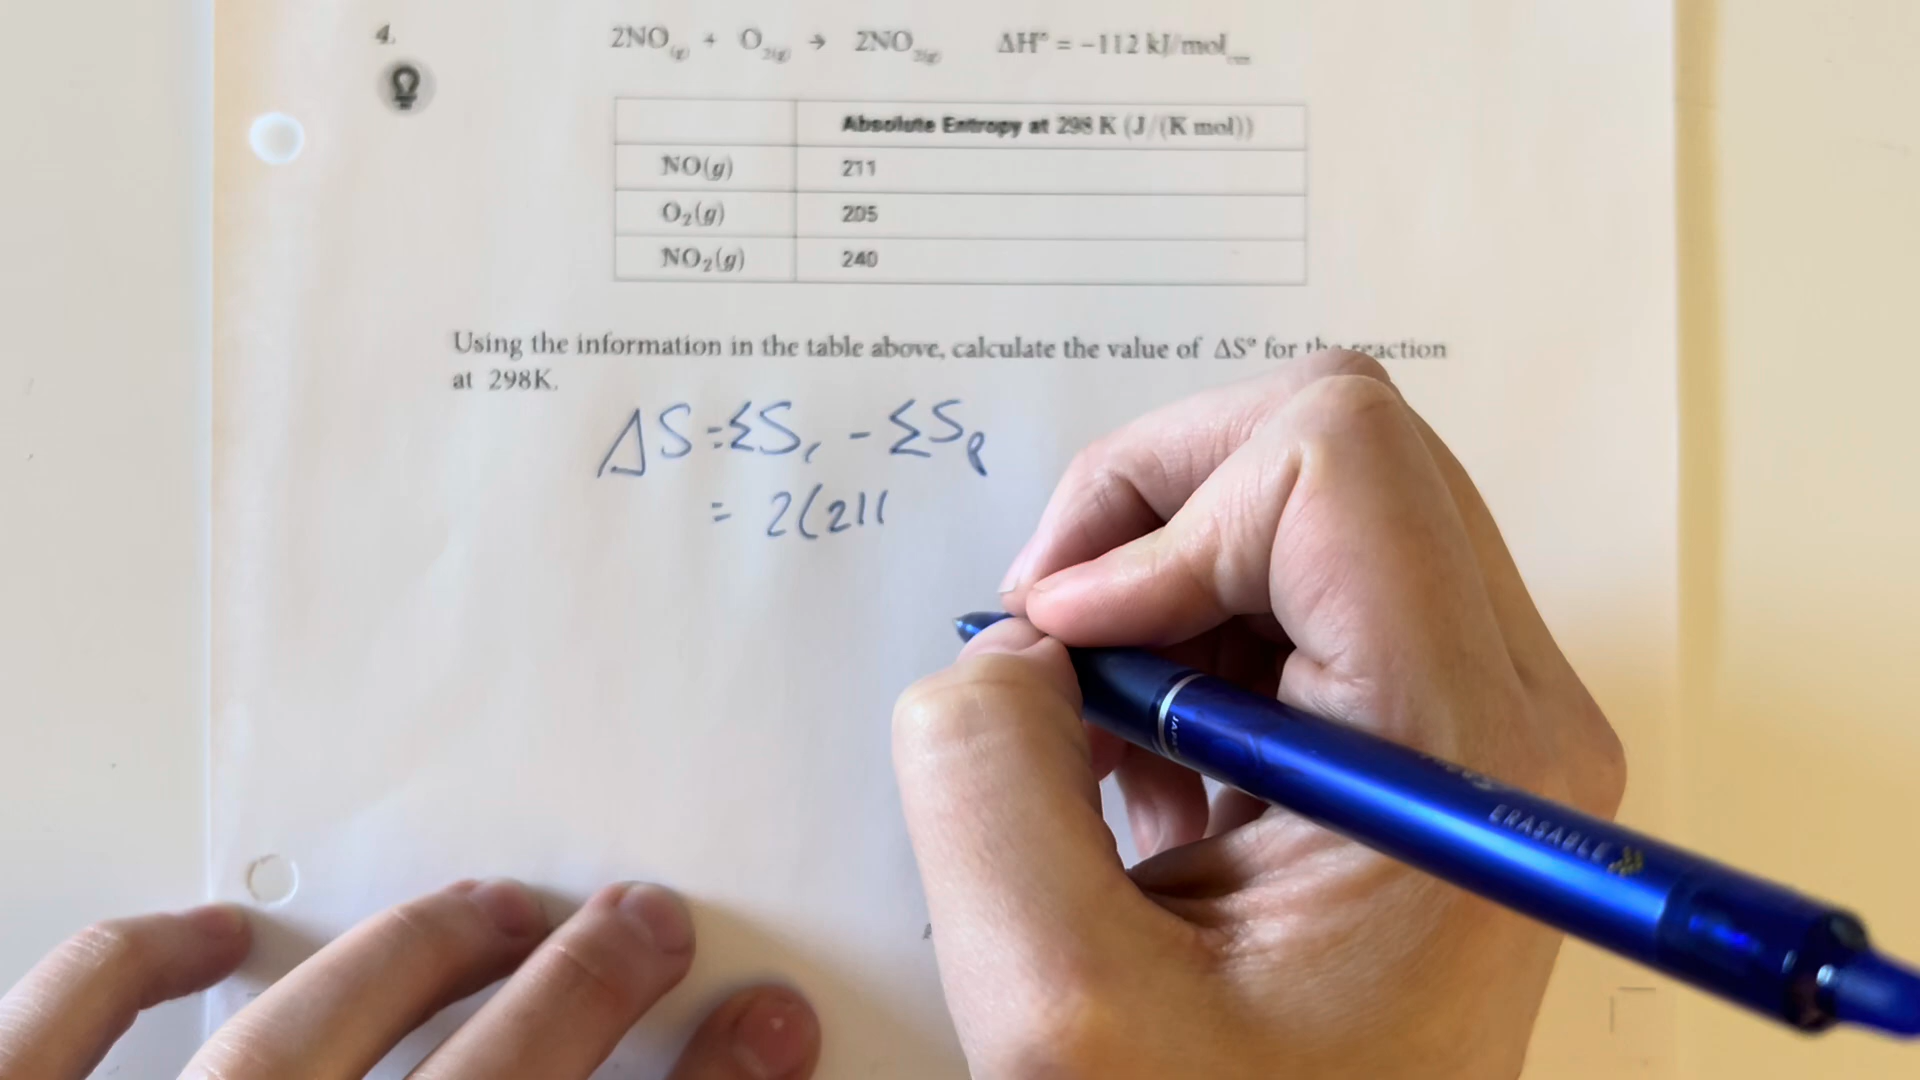 4.
2NO(g) + O2(g) → 2NO2(g) ΔH° = −112 kJ/molrxn
Absolute Entropy at 298 K (J/(K mol))
NO(g) 211
O2(g) 205
NO2(g) 240
Using the information in the table above, calculate the value of ΔS° for the reaction
at 298K.
ΔS = ΣSr − ΣSp
= 2(211
ERASABLE